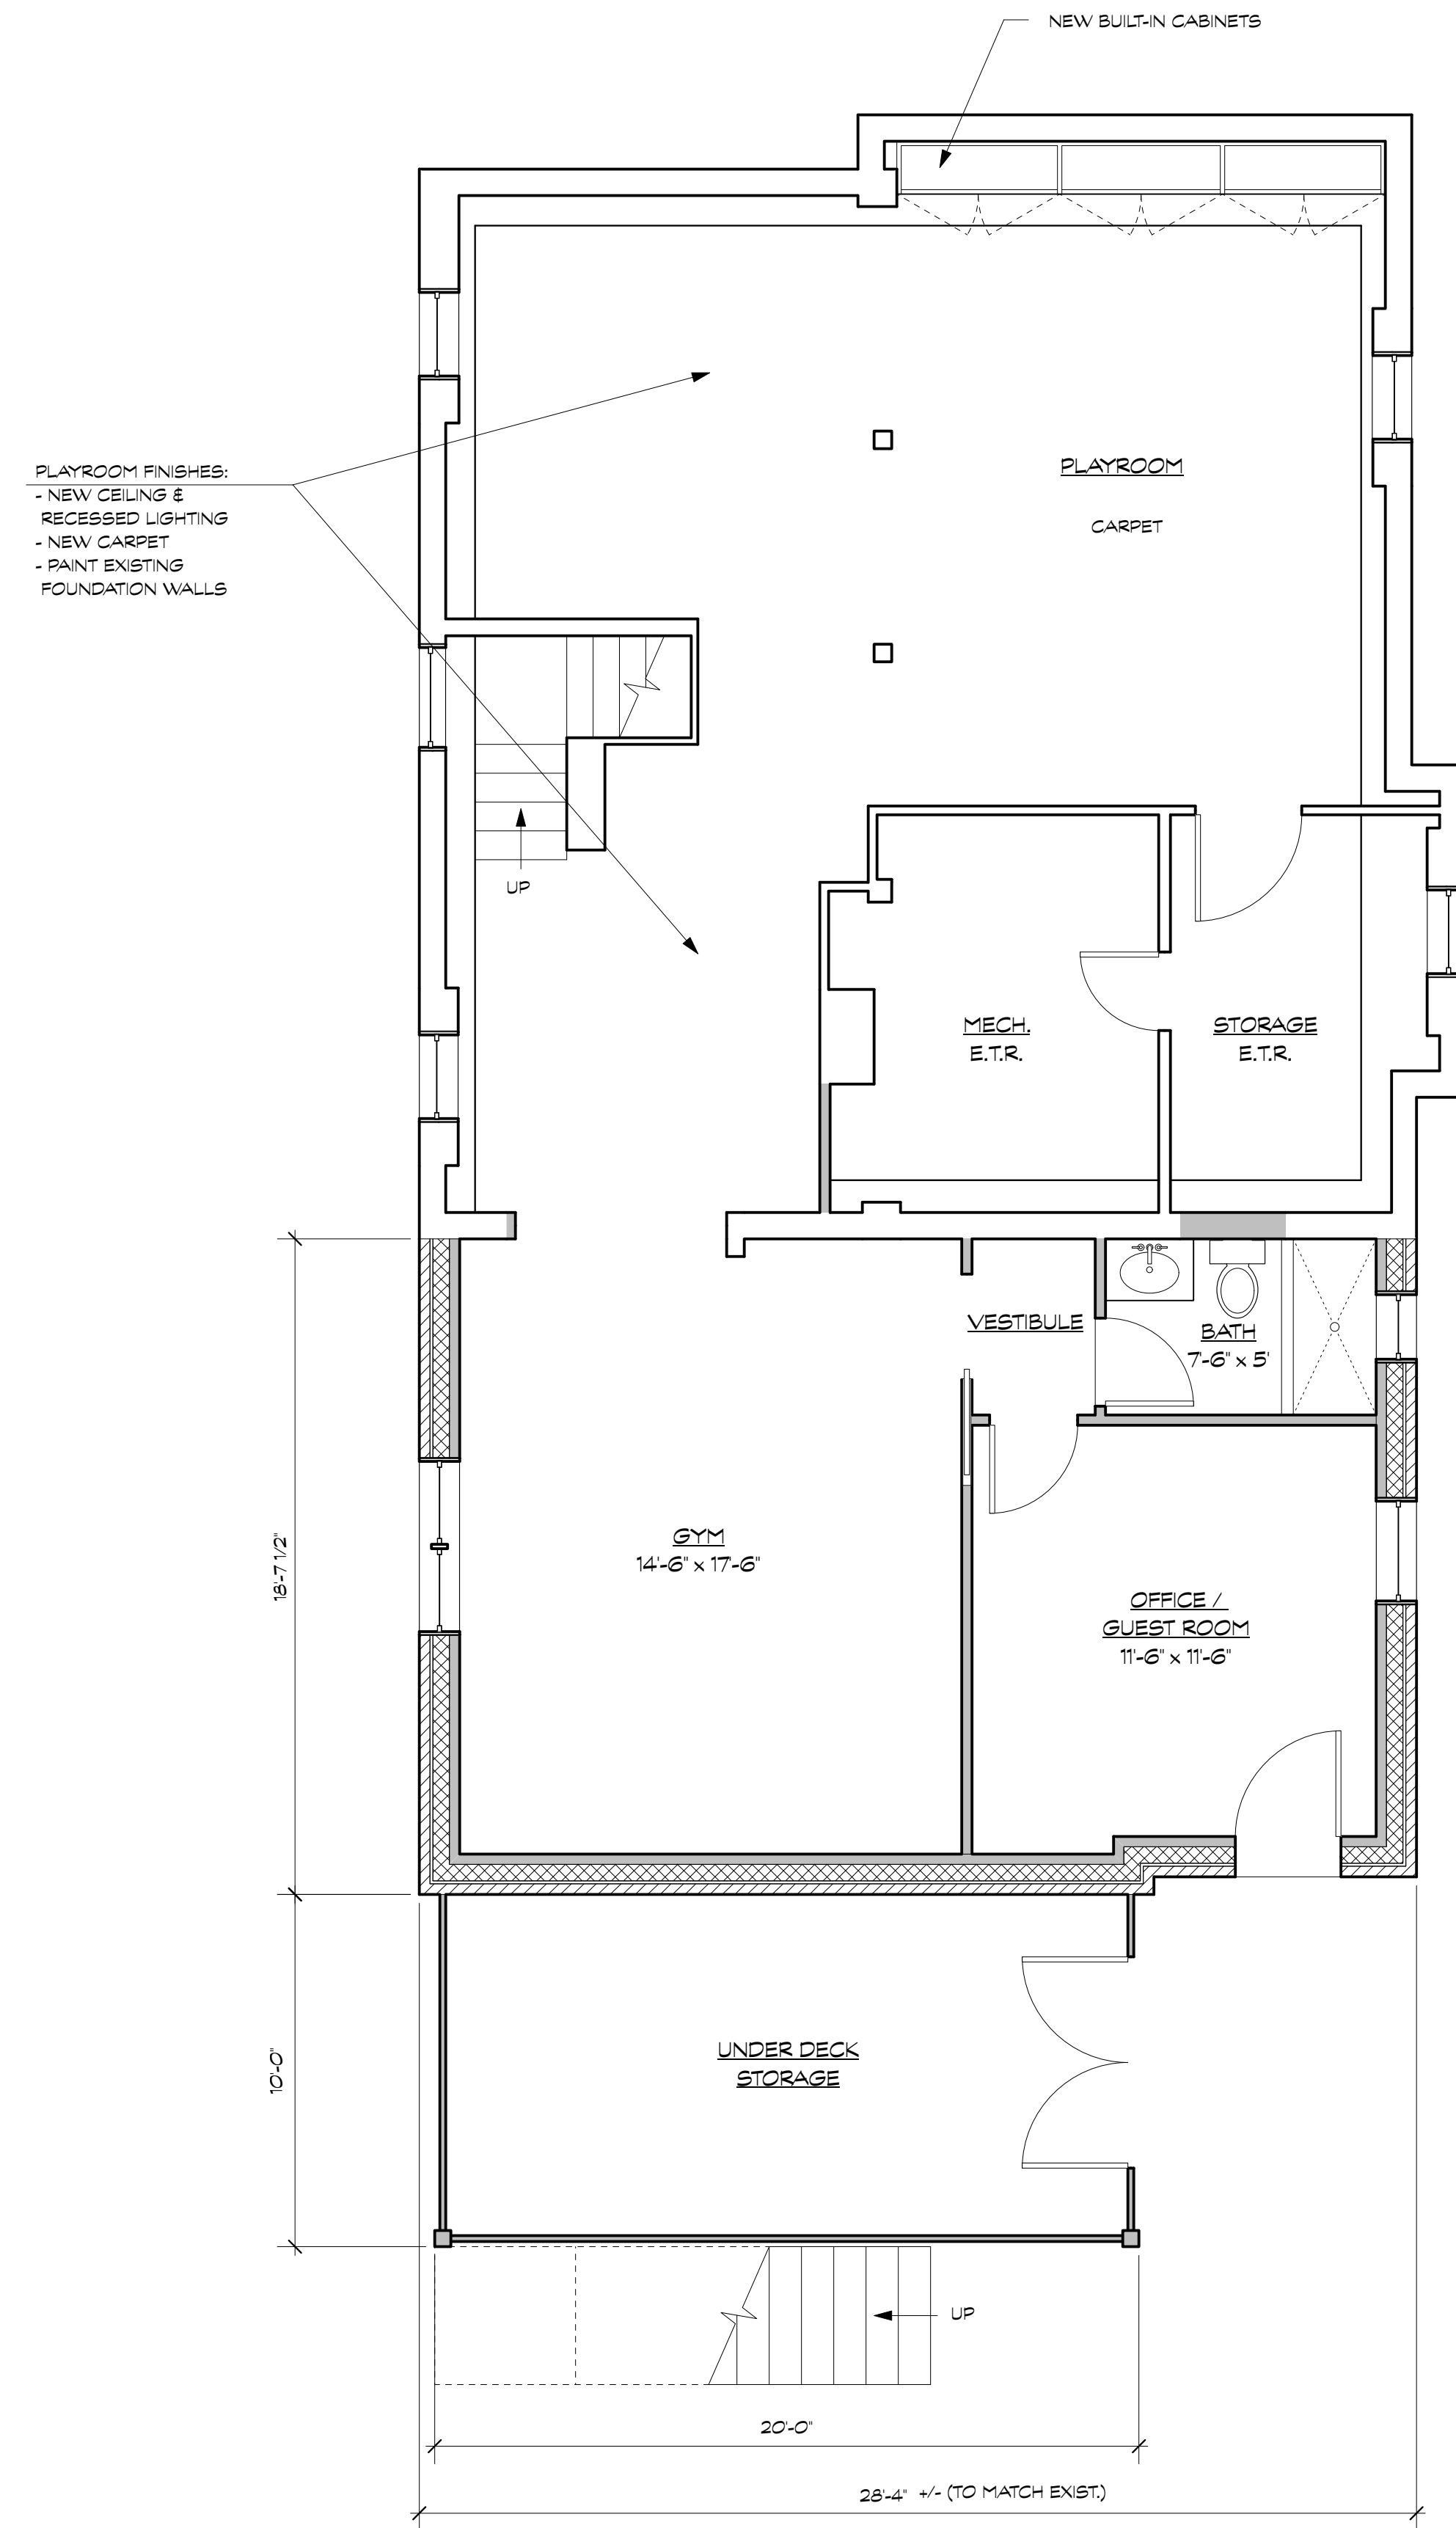 NEW BUILT-IN CABINETS
PLAYROOM FINISHES:
- NEW CEILING &
RECESSED LIGHTING
- NEW CARPET
- PAINT EXISTING
FOUNDATION WALLS
PLAYROOM
CARPET
UP
MECH.
E.T.R.
STORAGE
E.T.R.
VESTIBULE
BATH
7'-6" x 5'
GYM
14'-6" x 17'-6"
18'-7 1/2"
OFFICE /
GUEST ROOM
11'-6" x 11'-6"
UNDER DECK
STORAGE
10'-0"
UP
20'-0"
28'-4" +/- (TO MATCH EXIST.)